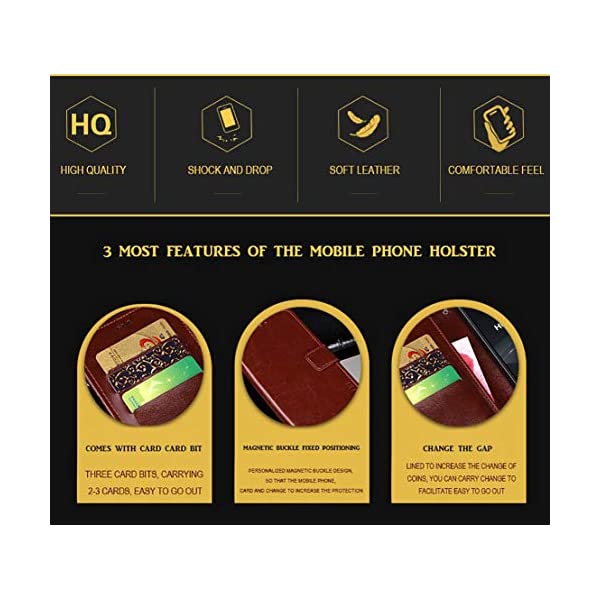 HQ
HIGH QUALITY
SHOCK AND DROP
SOFT LEATHER
COMFORTABLE FEEL
3 MOST FEATURES OF THE MOBILE PHONE HOLSTER
COMES WITH CARD CARD BIT
THREE CARD BITS, CARRYING
2-3 CARDS, EASY TO GO OUT
MAGNETIC BUCKLE FIXED POSITIONING
PERSONALIZED MAGNETIC BUCKLE DESIGN,
SO THAT THE MOBILE PHONE,
CARD AND CHANGE TO INCREASE THE PROTECTION.
CHANGE THE GAP
LINED TO INCREASE THE CHANGE OF
COINS, YOU CAN CARRY CHANGE TO
FACILITATE EASY TO GO OUT